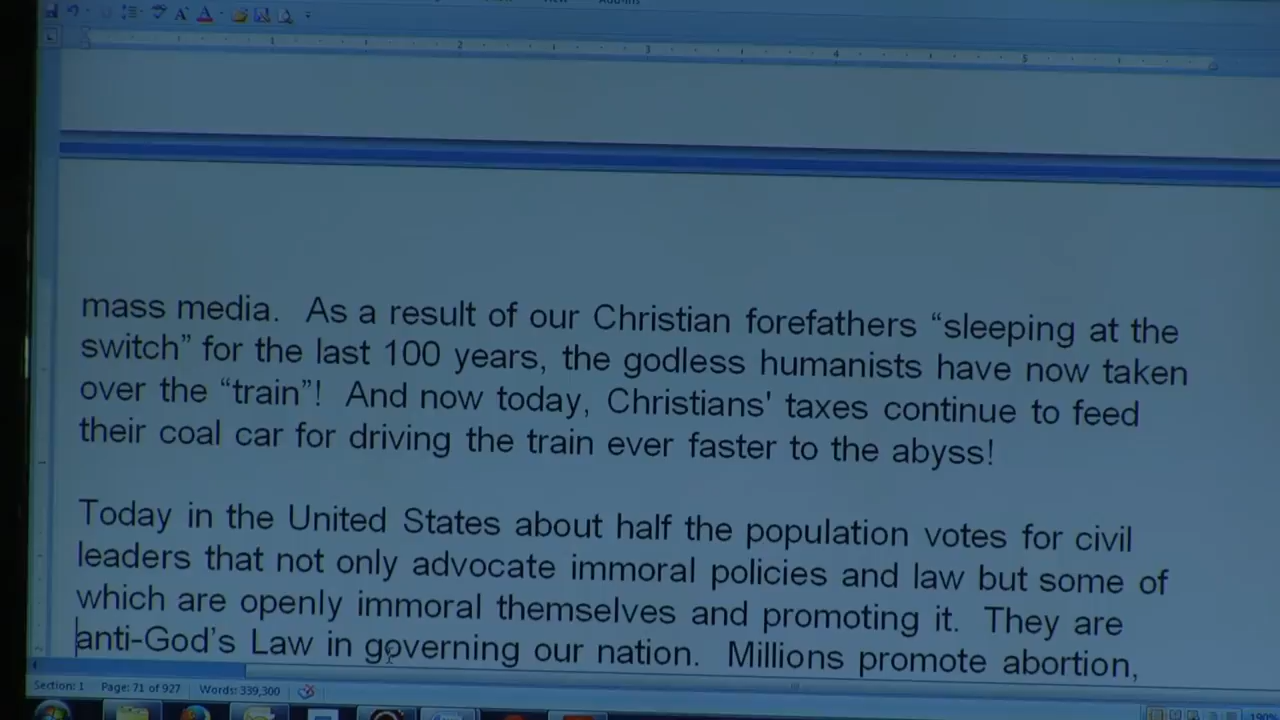 2
3
4
5
mass media.  As a result of our Christian forefathers “sleeping at the
switch” for the last 100 years, the godless humanists have now taken
over the “train”!  And now today, Christians' taxes continue to feed
their coal car for driving the train ever faster to the abyss!
Today in the United States about half the population votes for civil
leaders that not only advocate immoral policies and law but some of
which are openly immoral themselves and promoting it.  They are
anti-God’s Law in governing our nation.  Millions promote abortion,
Section: 1 Page: 71 of 927 Words: 339,300